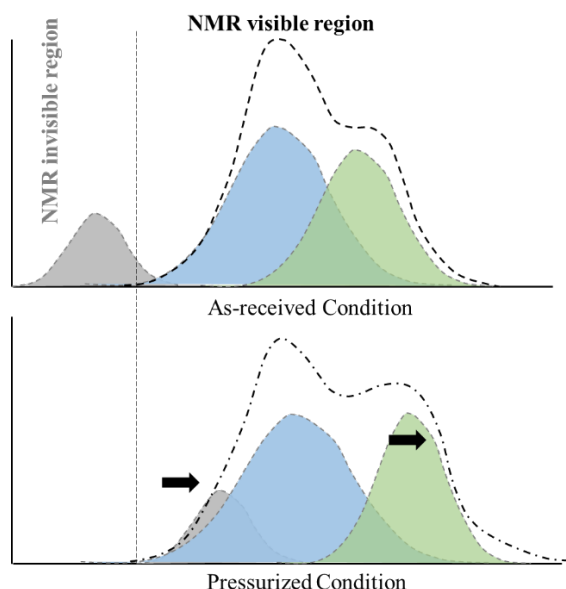 NMR visible region
NMR invisible region
As-received Condition
Pressurized Condition